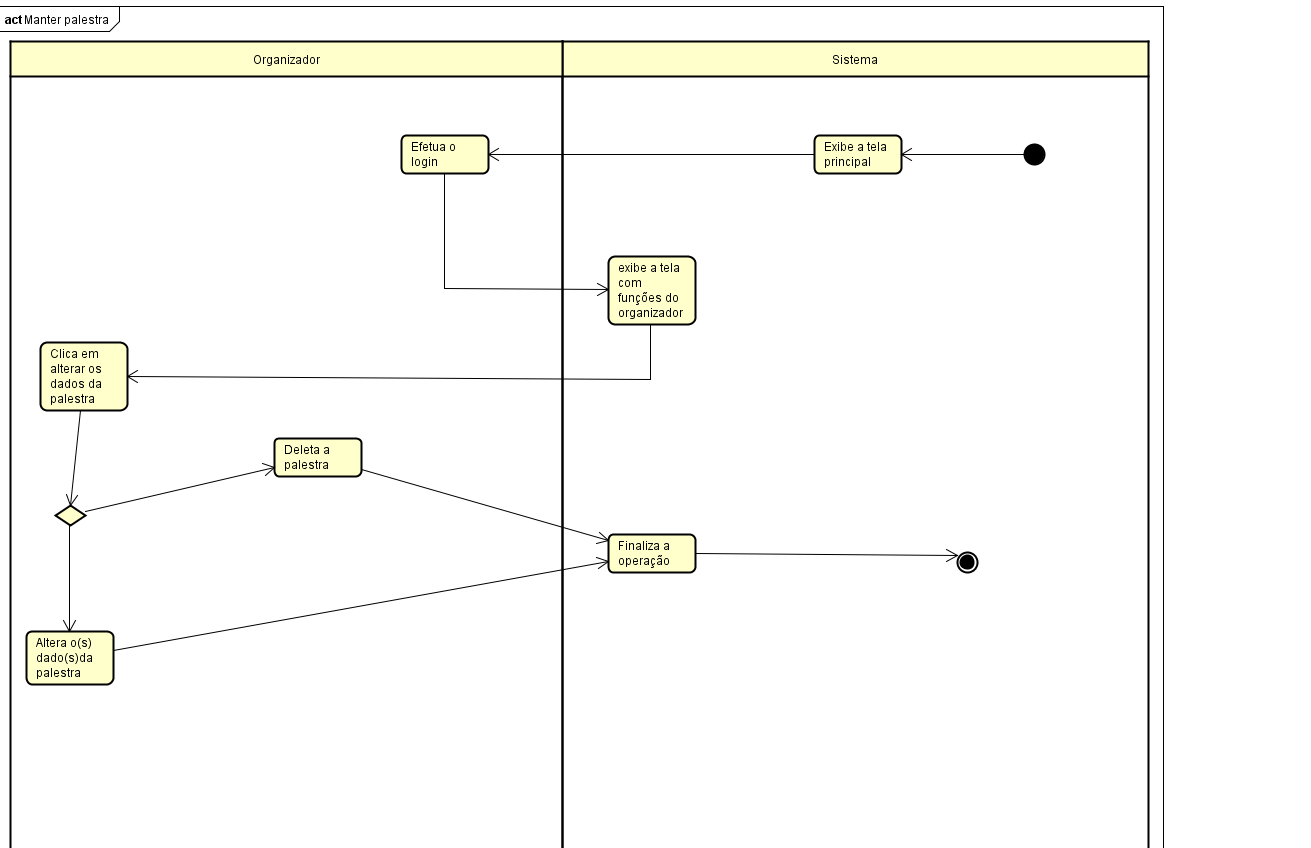 act Manter palestra
Organizador
Sistema
Efetua o
login
Exibe a tela
principal
exibe a tela
com
funções do
organizador
Clica em
alterar os
dados da
palestra
Deleta a
palestra
Finaliza a
operação
Altera o(s)
dado(s)da
palestra